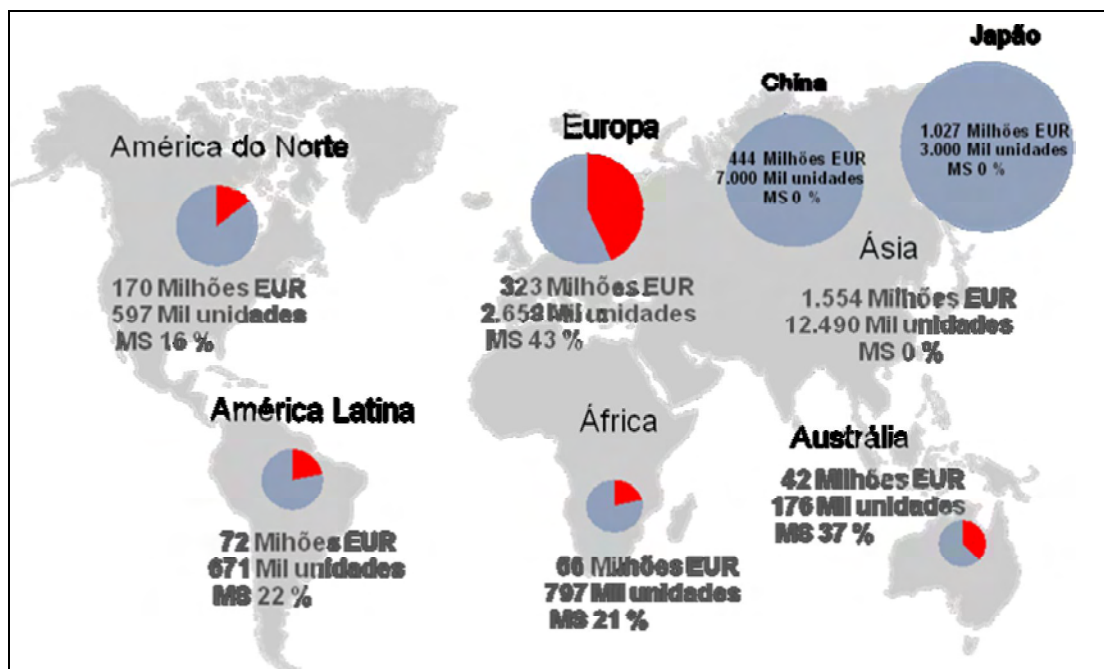 Japão
1.027 Milhões EUR
3.000 Mil unidades
MS 0 %
China
444 Milhões EUR
7.000 Mil unidades
MS 0 %
Europa
323 Milhões EUR
Mil unidades
MS 43 %
América do Norte
170 Milhões EUR
597 Mil unidades
MS 16 %
Ásia
1.554 Milhões EUR
12.490 Mil unidades
MS 0 %
América Latina
72 Mihões EUR
671 Mil unidades
MS 22 %
África
66 Milhões EUR
797 Mil unidades
MS 21 %
Austrália
42 Milhões EUR
176 Mil unidades
MS 37 %